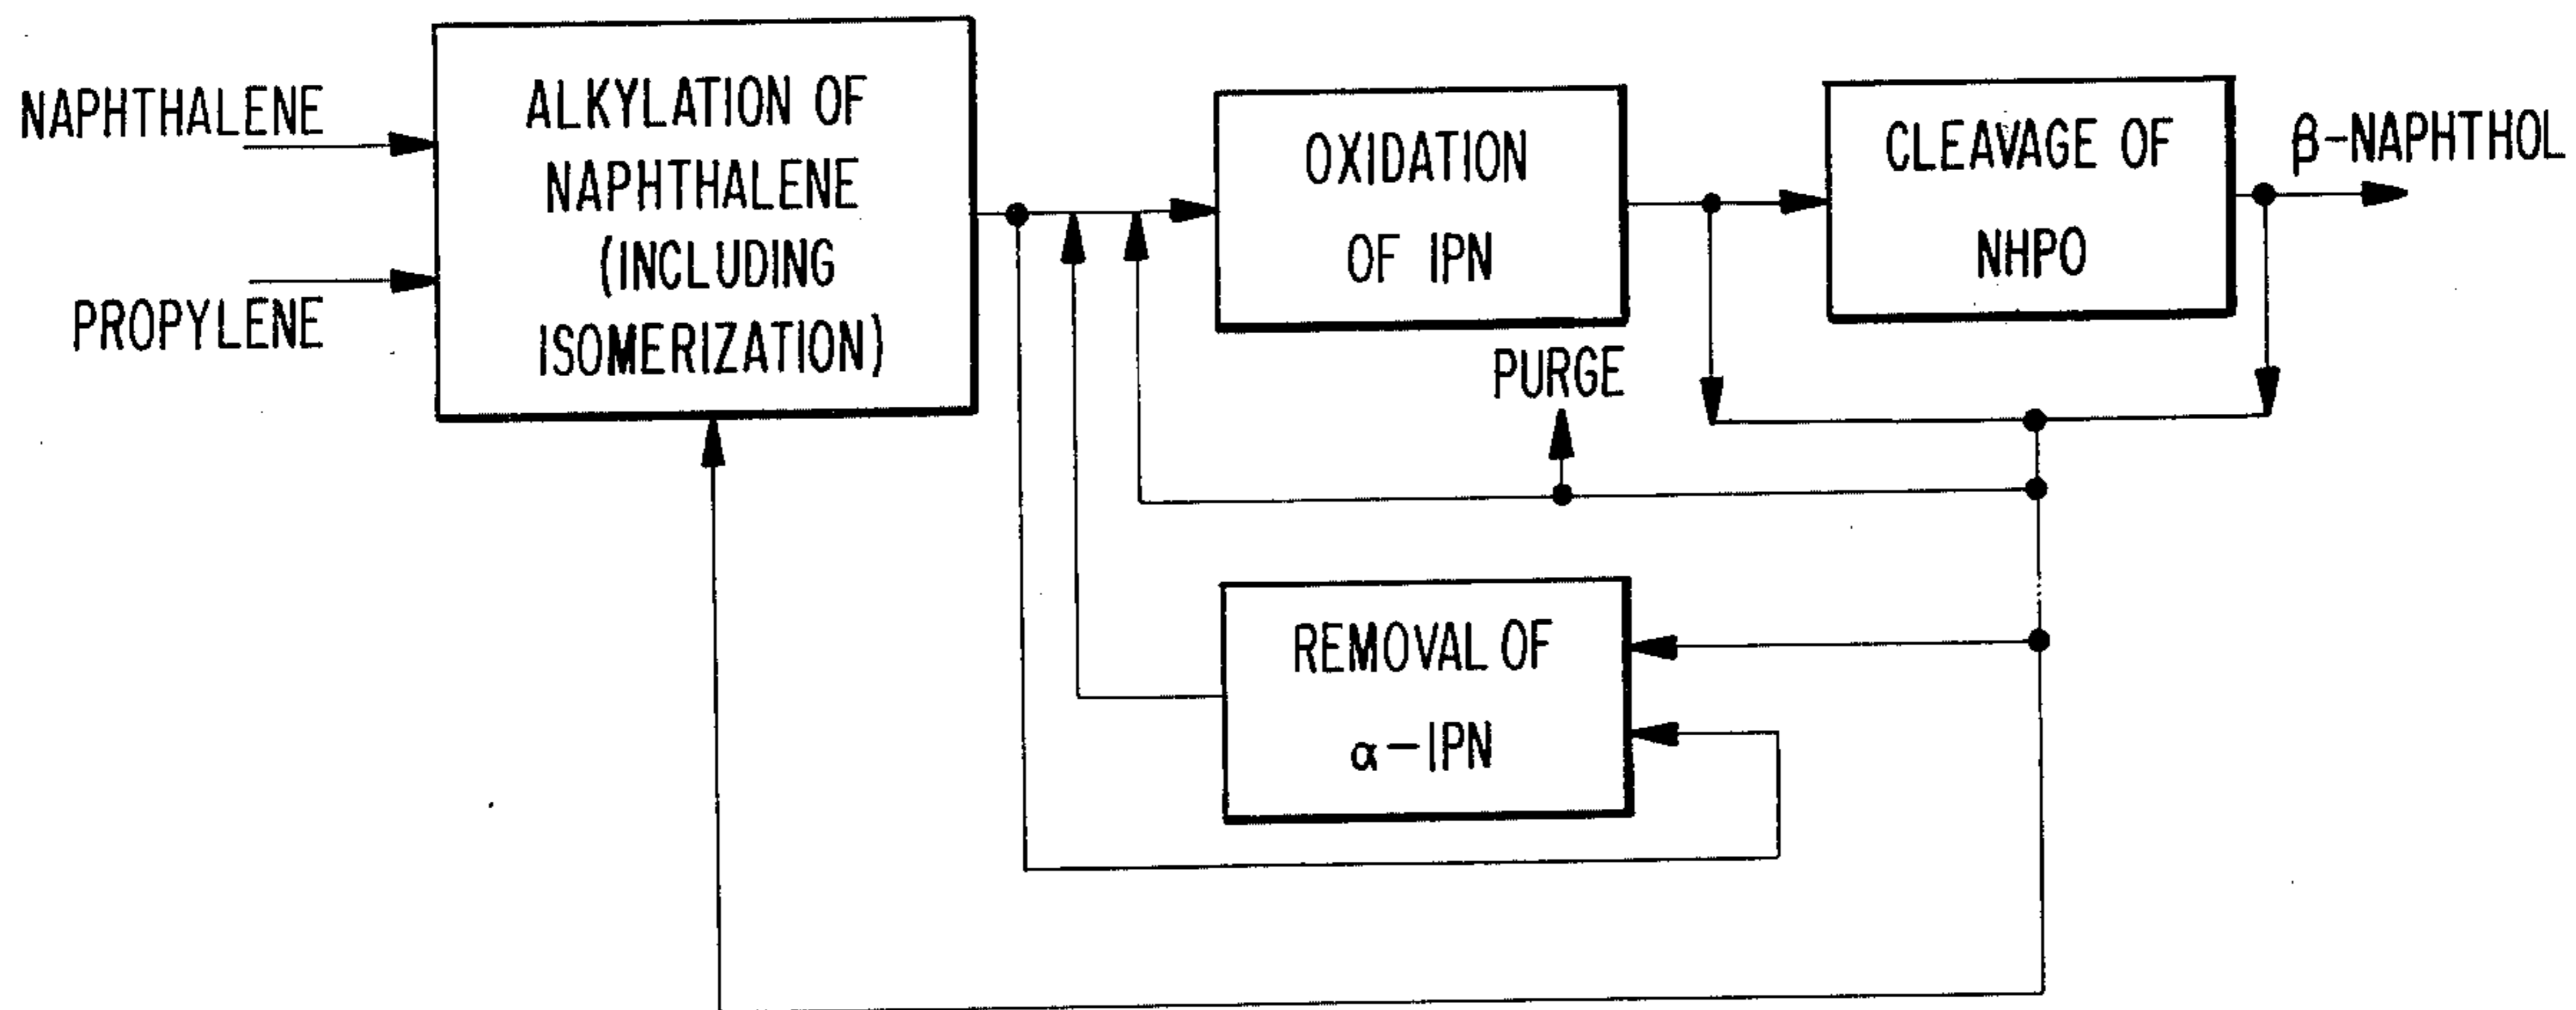 NAPHTHALENE
PROPYLENE
ALKYLATION OF
NAPHTHALENE
(INCLUDING
ISOMERIZATION)
OXIDATION
OF IPN
CLEAVAGE OF
NHPO
β-NAPHTHOL
PURGE
REMOVAL OF
α-IPN